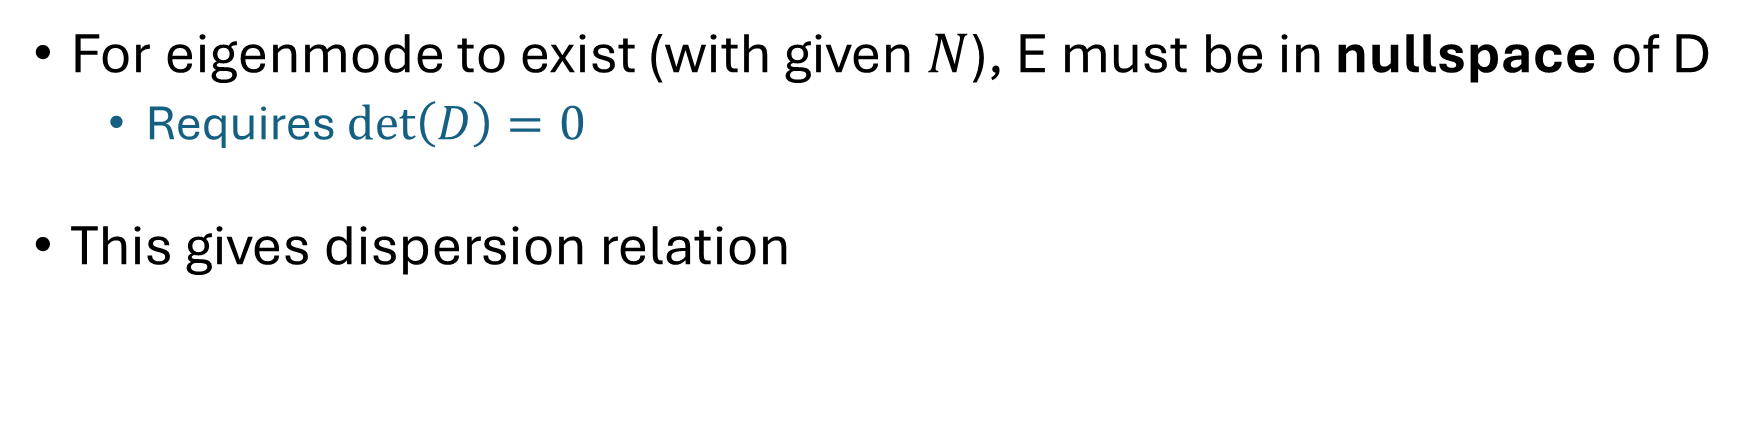 • For eigenmode to exist (with given N), E must be in nullspace of D
• Requires det(D) = 0
• This gives dispersion relation